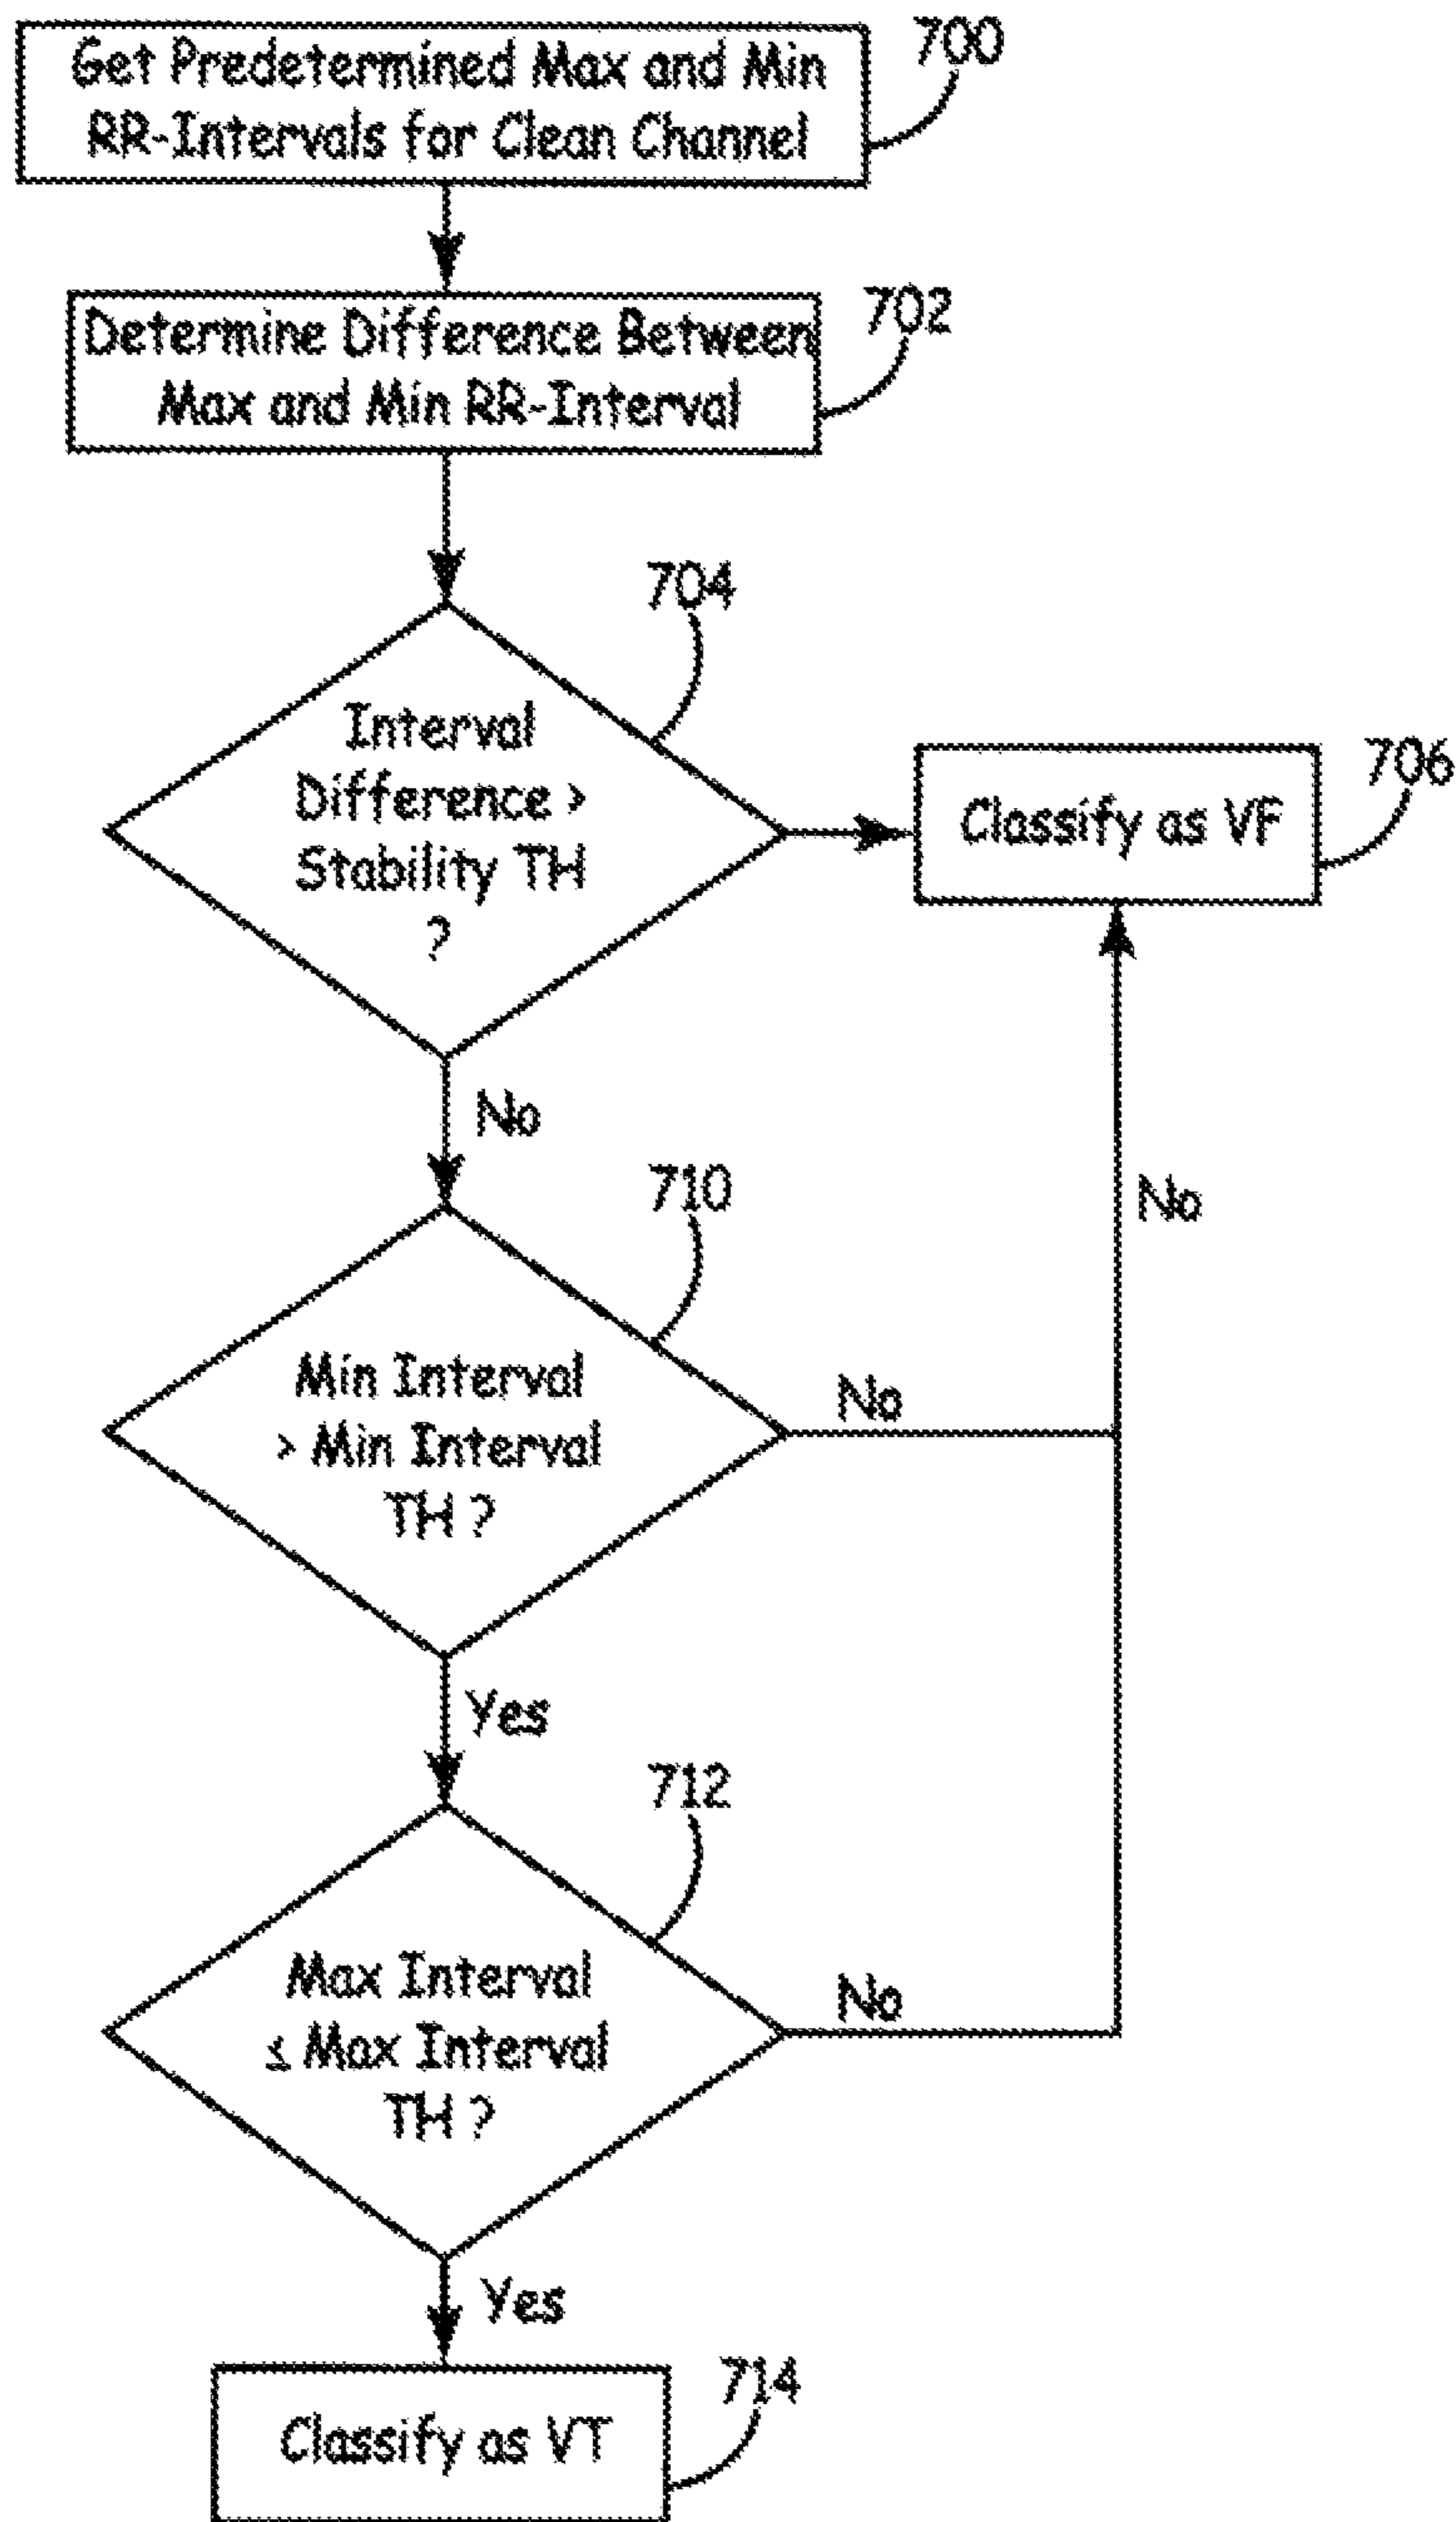 Get Predetermined Max and Min
RR-Intervals for Clean Channel
700
Determine Difference Between
Max and Min RR-Interval
702
704
Interval
Difference >
Stability TH
?
706
Classify as VF
No
710
No
Min Interval
> Min Interval
TH ?
No
Yes
712
Max Interval
≤ Max Interval
TH ?
No
Yes
714
Classify as VT